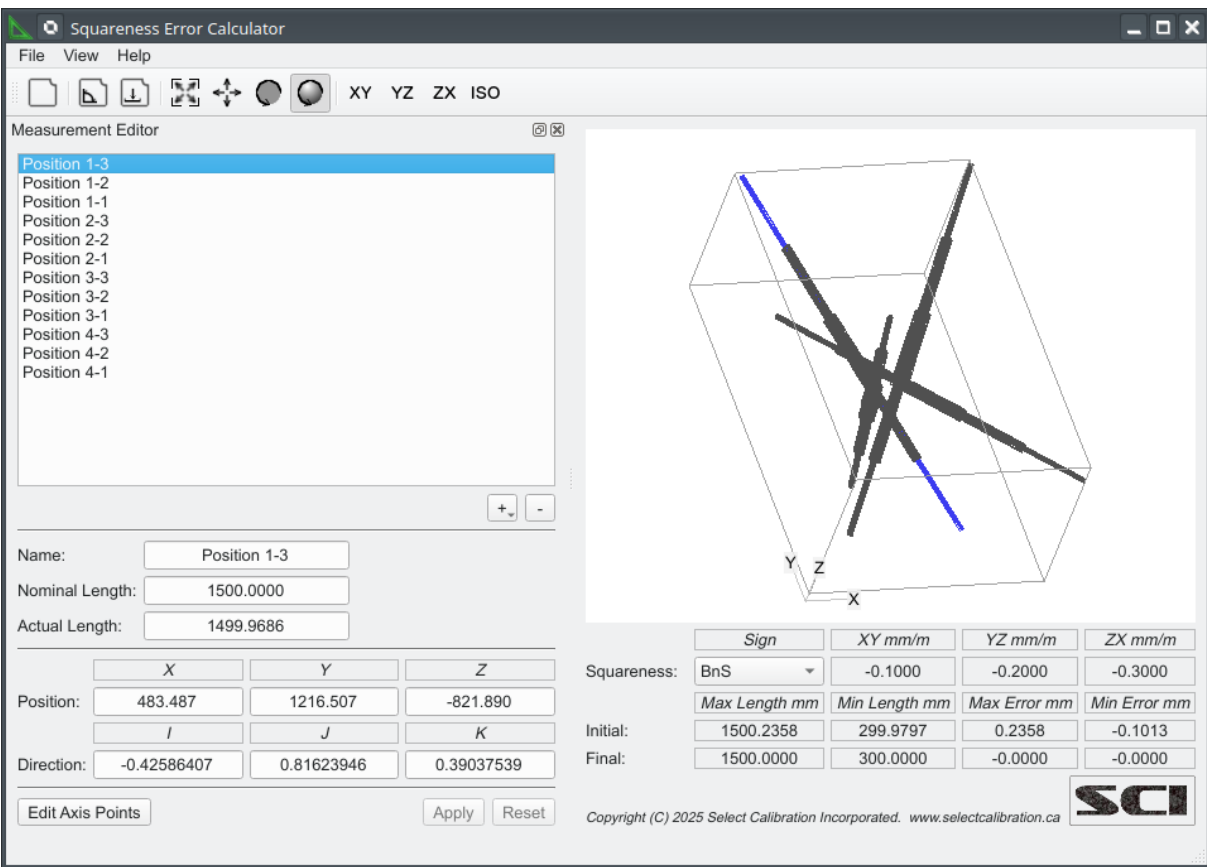 Squareness Error Calculator
File View Help
XY YZ ZX ISO
Measurement Editor
Position 1-3
Position 1-2
Position 1-1
Position 2-3
Position 2-2
Position 2-1
Position 3-3
Position 3-2
Position 3-1
Position 4-3
Position 4-2
Position 4-1
+ -
Name: Position 1-3
Nominal Length: 1500.0000
Actual Length: 1499.9686
X Y Z
Position: 483.487 1216.507 -821.890
I J K
Direction: -0.42586407 0.81623946 0.39037539
Edit Axis Points Apply Reset
Y Z
X
Sign XY mm/m YZ mm/m ZX mm/m
Squareness: BnS -0.1000 -0.2000 -0.3000
Max Length mm Min Length mm Max Error mm Min Error mm
Initial: 1500.2358 299.9797 0.2358 -0.1013
Final: 1500.0000 300.0000 -0.0000 -0.0000
Copyright (C) 2025 Select Calibration Incorporated. www.selectcalibration.ca
SCI